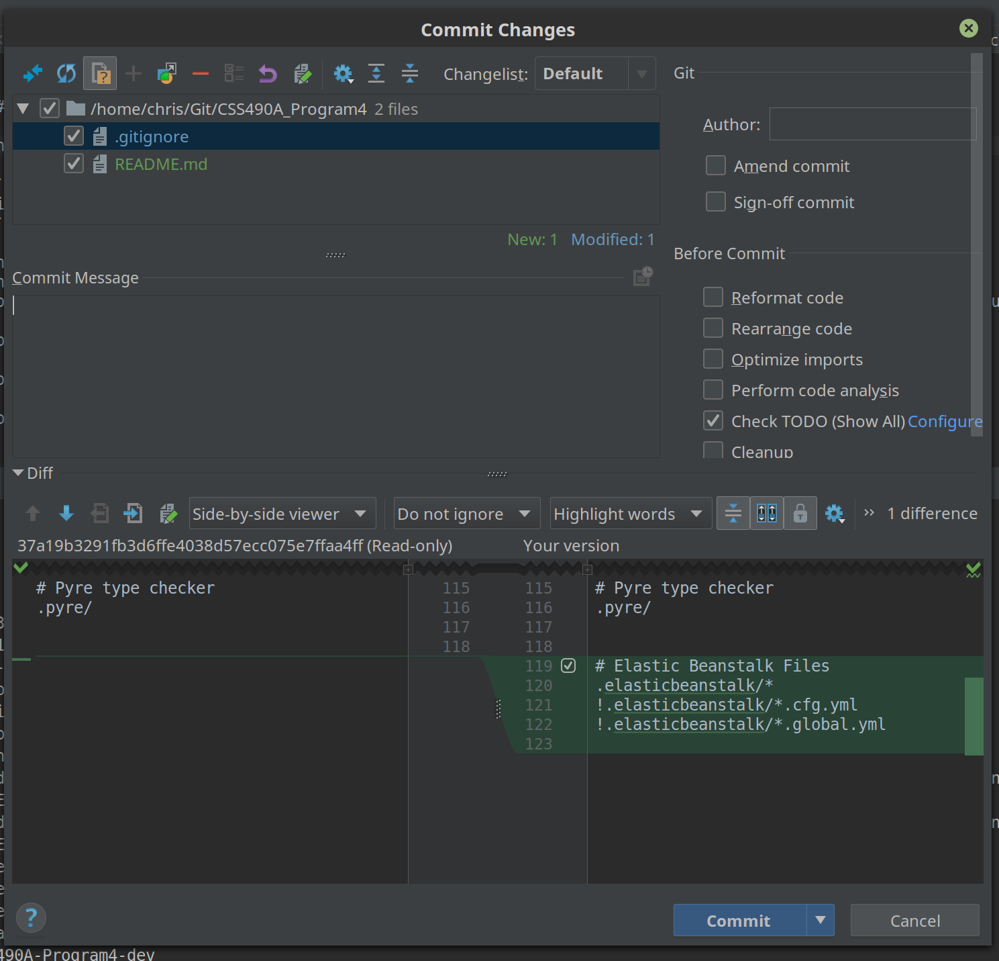 Commit Changes
Changelist: Default
/home/chris/Git/CSS490A_Program4 2 files
.gitignore
README.md
New: 1 Modified: 1
Git
Author:
Amend commit
Sign-off commit
Commit Message
Before Commit
Reformat code
Rearrange code
Optimize imports
Perform code analysis
Check TODO (Show All) Configure
Cleanup
Diff
Side-by-side viewer
Do not ignore
Highlight words
1 difference
37a19b3291fb3d6ffe4038d57ecc075e7ffaa4ff (Read-only)
Your version
# Pyre type checker 115 115 # Pyre type checker
.pyre/ 116 116 .pyre/
117 117
118 118
119 # Elastic Beanstalk Files
120 .elasticbeanstalk/*
121 !.elasticbeanstalk/*.cfg.yml
122 !.elasticbeanstalk/*.global.yml
123
?
Commit
Cancel
490A-Program4-dev